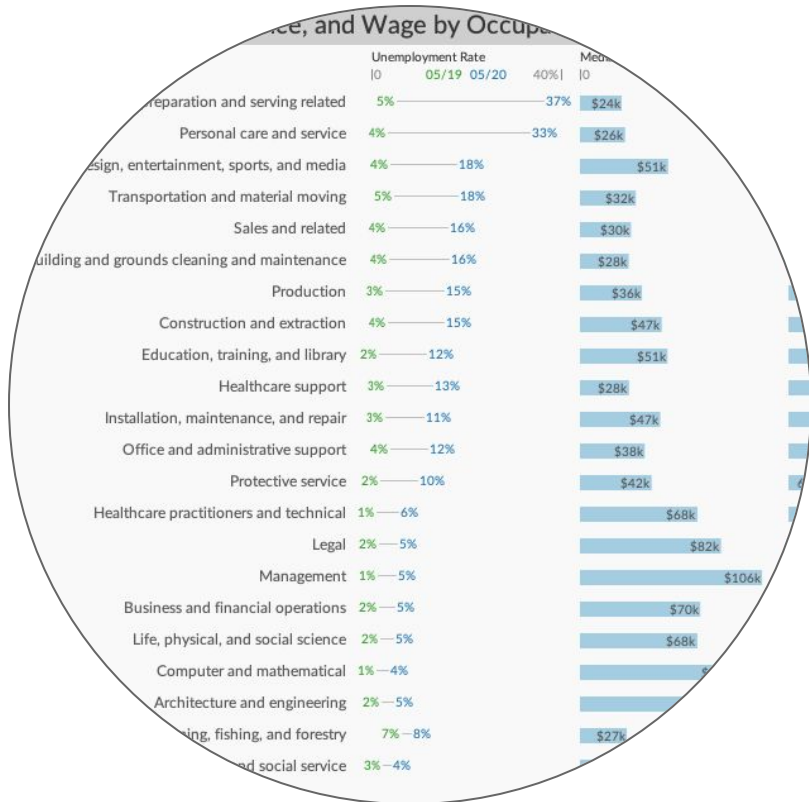 and Wage by
Unemployment Rate
|0 05/19 05/20 40%| |0
and serving related 5% 37% $24k
Personal care and service 4% 33% $26k
entertainment, sports, and media 4% 18% $51k
Transportation and material moving 5% 18% $32k
Sales and related 4% 16% $30k
and grounds cleaning and maintenance 4% 16% $28k
Production 3% 15% $36k
Construction and extraction 4% 15% $47k
Education, training, and library 2% 12% $51k
Healthcare support 3% 13% $28k
Installation, maintenance, and repair 3% 11% $47k
Office and administrative support 4% 12% $38k
Protective service 2% 10% $42k
Healthcare practitioners and technical 1% 6% $68k
Legal 2% 5% $82k
Management 1% 5% $106k
Business and financial operations 2% 5% $70k
Life, physical, and social science 2% 5% $68k
Computer and mathematical 1% 4%
Architecture and engineering 2% 5%
fishing, and forestry 7% 8% $27k
social service 3% 4%